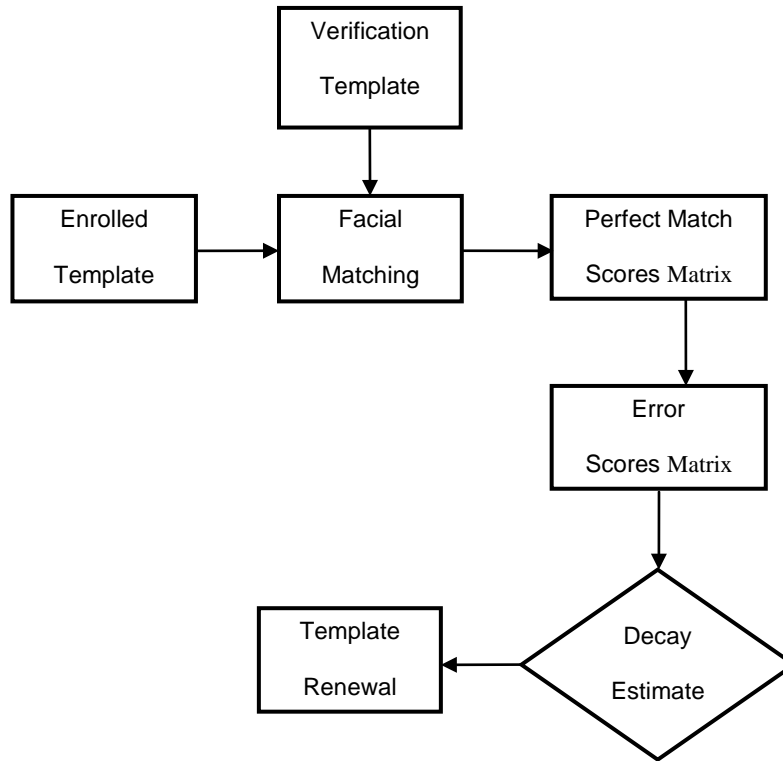 Verification
Template
Enrolled
Template
Facial
Matching
Perfect Match
Scores Matrix
Error
Scores Matrix
Decay
Estimate
Template
Renewal